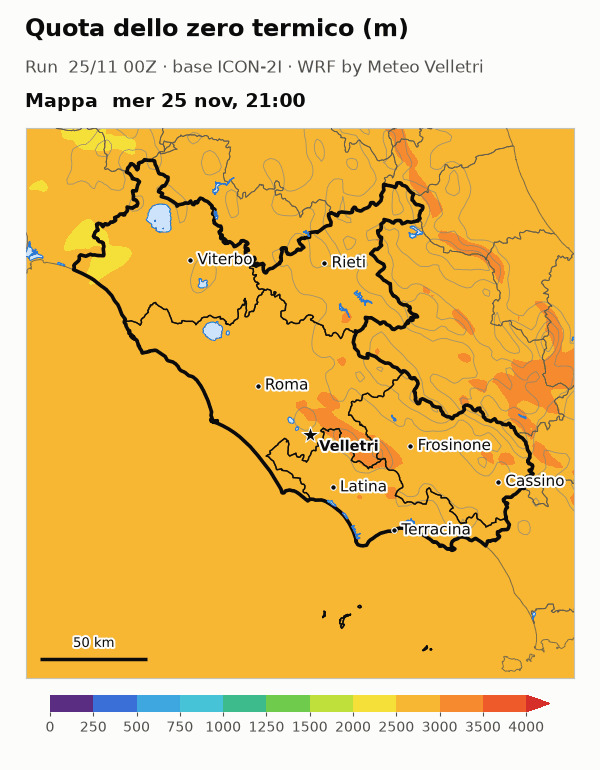 Quota dello zero termico (m)
Run  25/11 00Z · base ICON-2I · WRF by Meteo Velletri
Mappa  mer 25 nov, 21:00
Viterbo
Rieti
Roma
Velletri
Frosinone
Latina
Cassino
Terracina
50 km
0 250 500 750 1000 1250 1500 2000 2500 3000 3500 4000